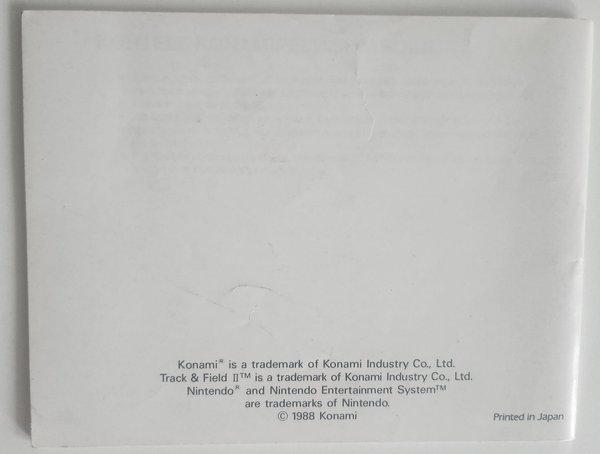 Konami® is a trademark of Konami Industry Co., Ltd.
Track & Field II™ is a trademark of Konami Industry Co., Ltd.
Nintendo® and Nintendo Entertainment System™
are trademarks of Nintendo.
© 1988 Konami
Printed in Japan